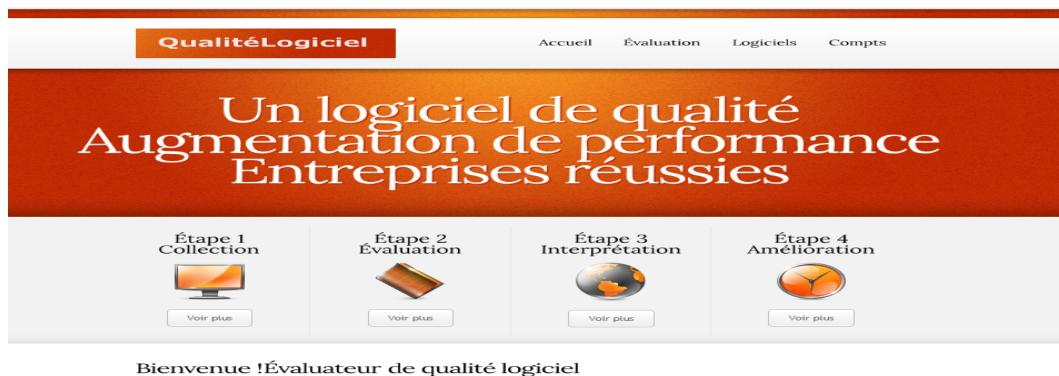 QualitéLogiciel
Accueil Évaluation Logiciels Compts
Un logiciel de qualité
Augmentation de performance
Entreprises réussies
Étape 1
Collection
Voir plus
Étape 2
Évaluation
Voir plus
Étape 3
Interprétation
Voir plus
Étape 4
Amélioration
Voir plus
Bienvenue !Évaluateur de qualité logiciel